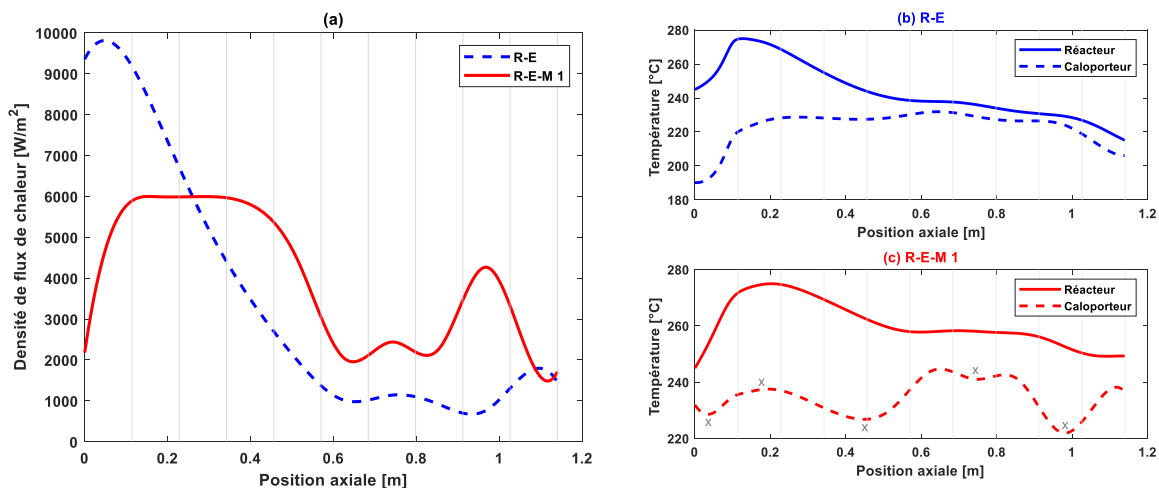 (a)
Densité de flux de chaleur [W/m²]
10000
9000
8000
7000
6000
5000
4000
3000
2000
1000
0
R-E
R-E-M 1
0 0.2 0.4 0.6 0.8 1 1.2
Position axiale [m]
(b) R-E
Température [°C]
280
260
240
220
200
180
Réacteur
Caloporteur
0 0.2 0.4 0.6 0.8 1 1.2
Position axiale [m]
(c) R-E-M 1
Température [°C]
280
260
240
220
Réacteur
Caloporteur
x x x x x
0 0.2 0.4 0.6 0.8 1 1.2
Position axiale [m]